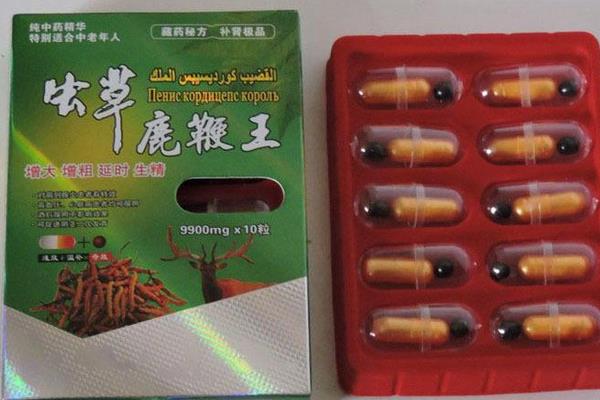 纯中药精华
特别适合中老年人
藏药秘方 补肾极品
القضيب كورديسيبس الملك
Пенис кордицепс король
虫草
鹿鞭王
增大 增粗 延时 生精
9900mg x 10粒